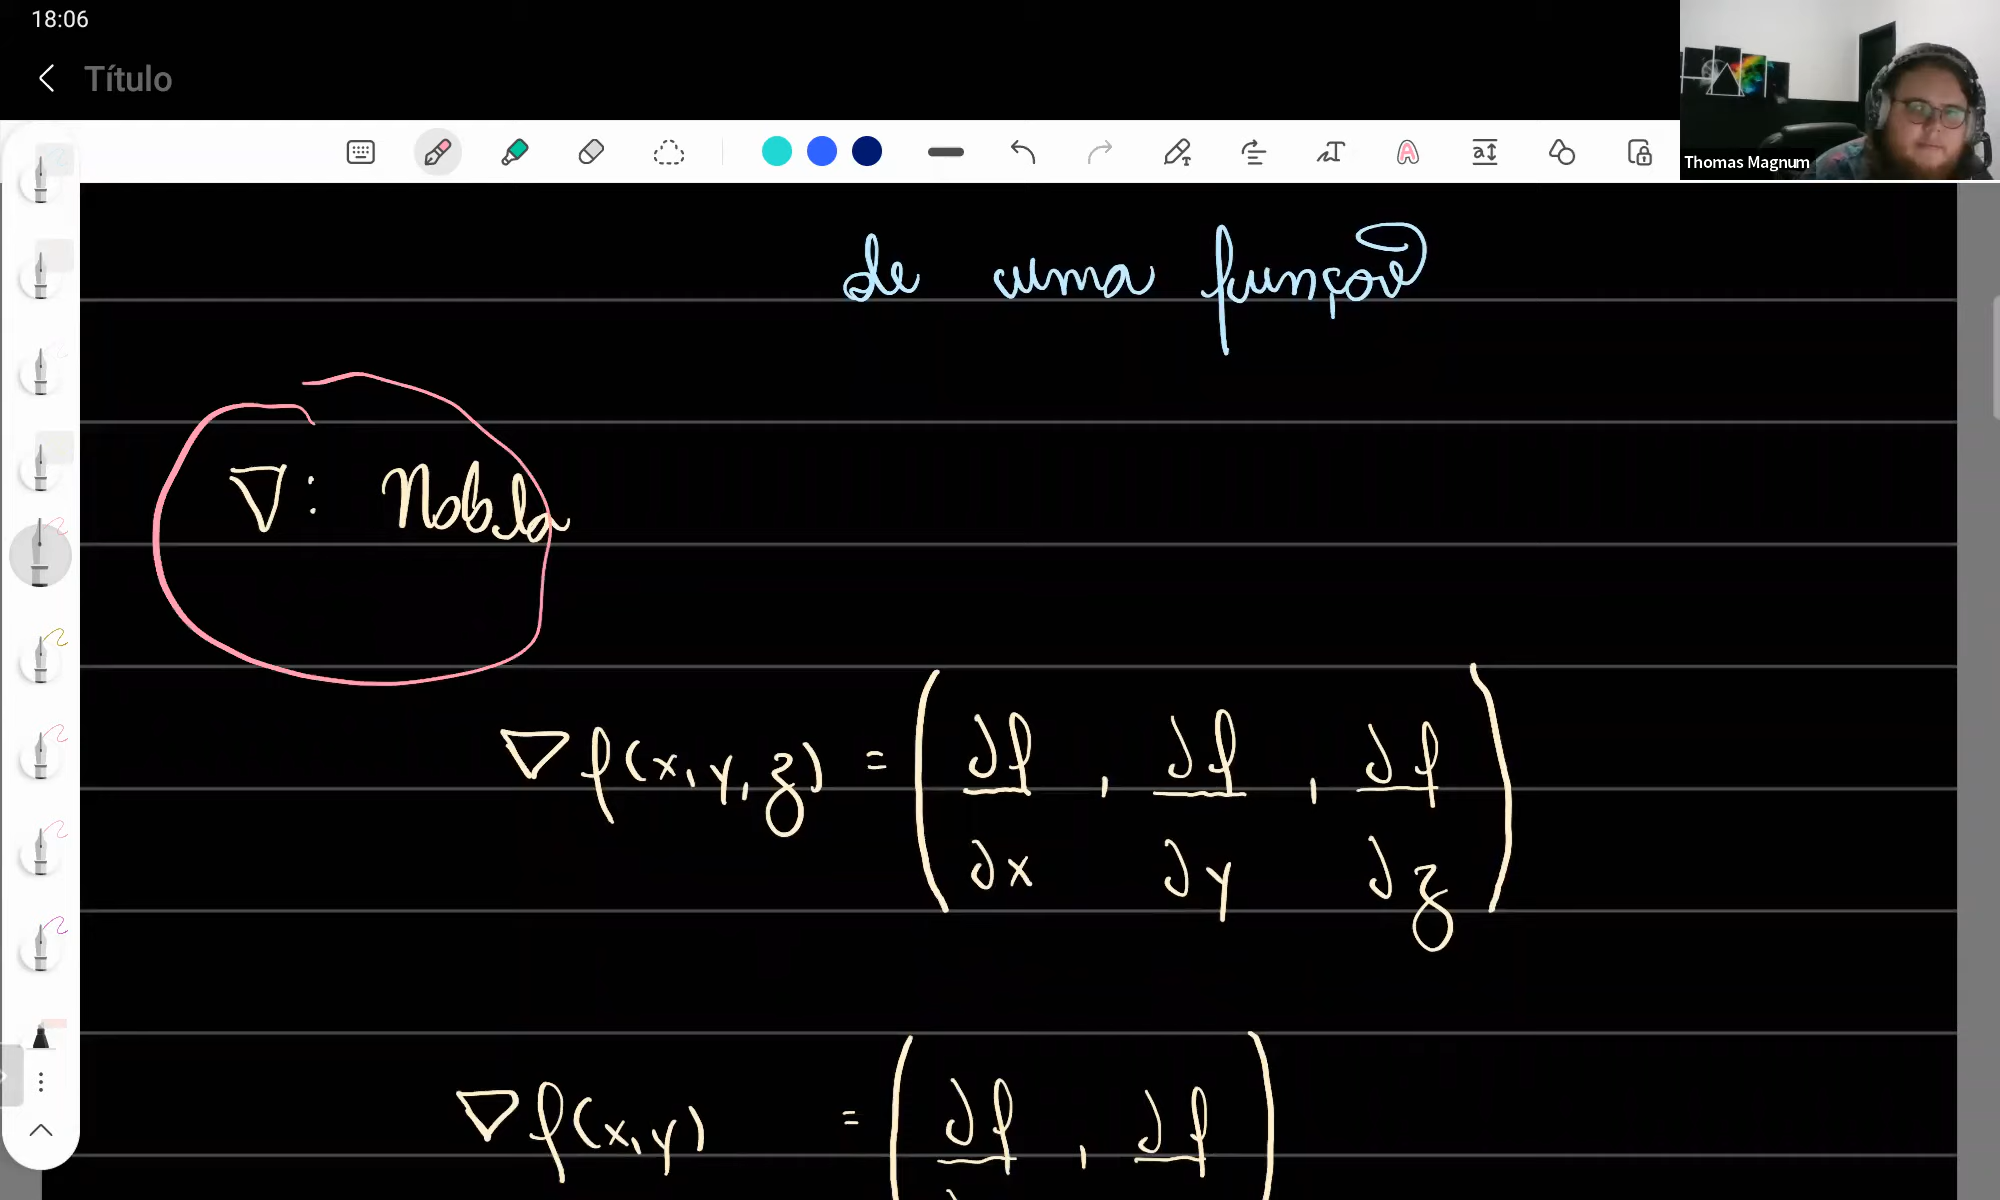 18:06
Título
Thomas Magnum
de uma função
∇: Nabla
∇f(x,y,z) = (∂f/∂x , ∂f/∂y , ∂f/∂z)
∇f(x,y) = (∂f , ∂f)